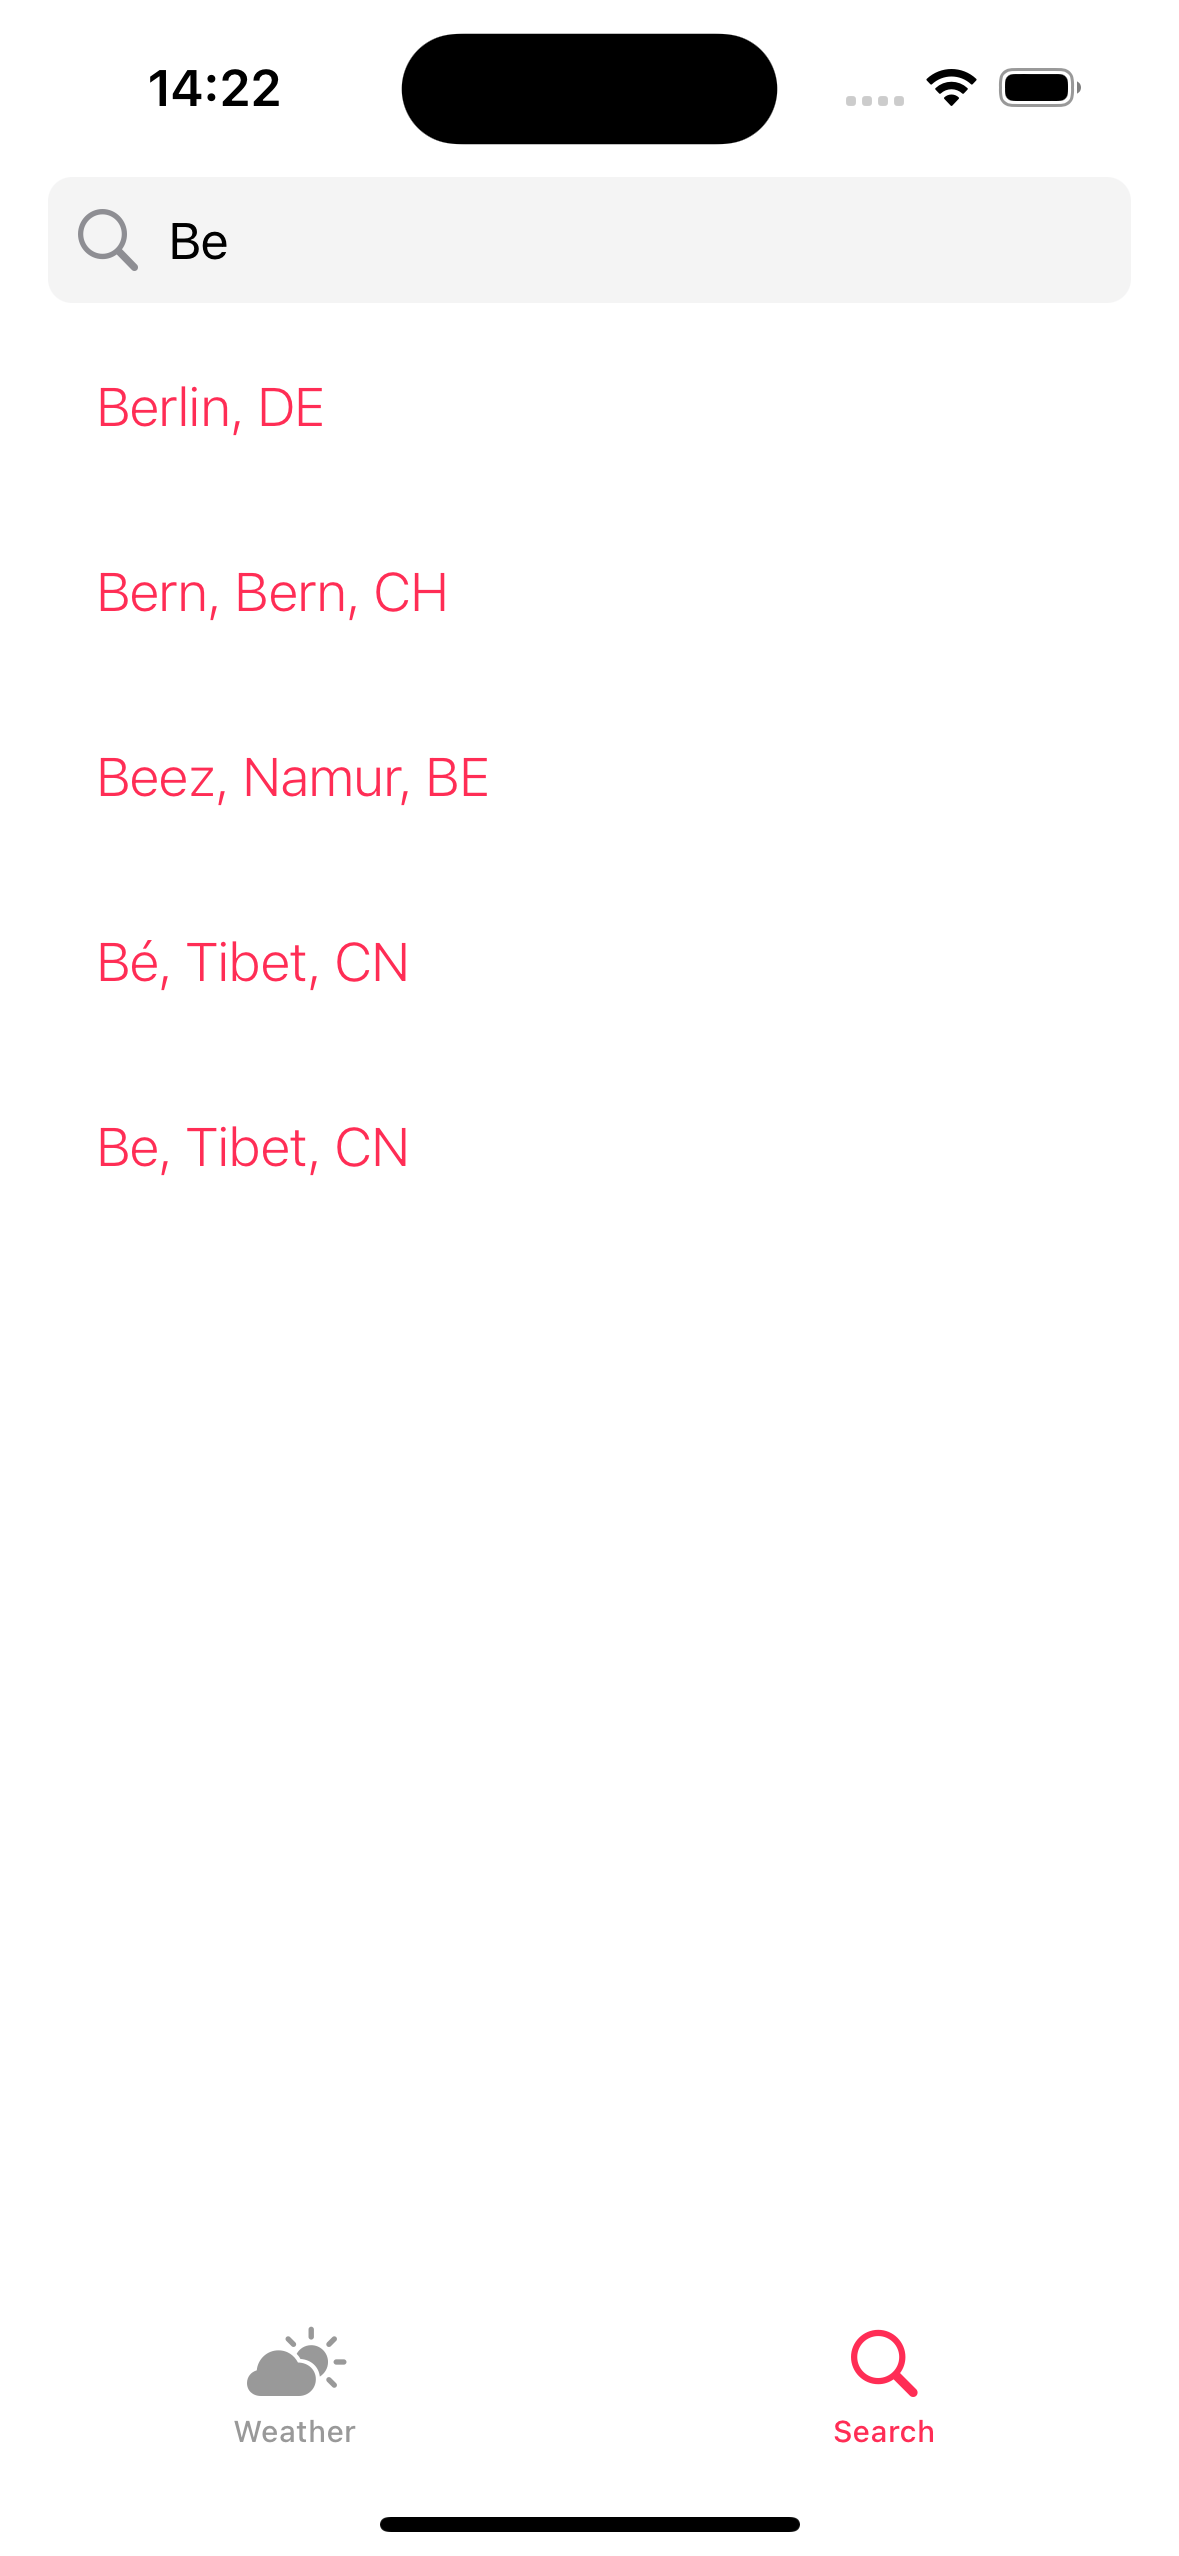 14:22
Be
Berlin, DE
Bern, Bern, CH
Beez, Namur, BE
Bé, Tibet, CN
Be, Tibet, CN
Weather
Search